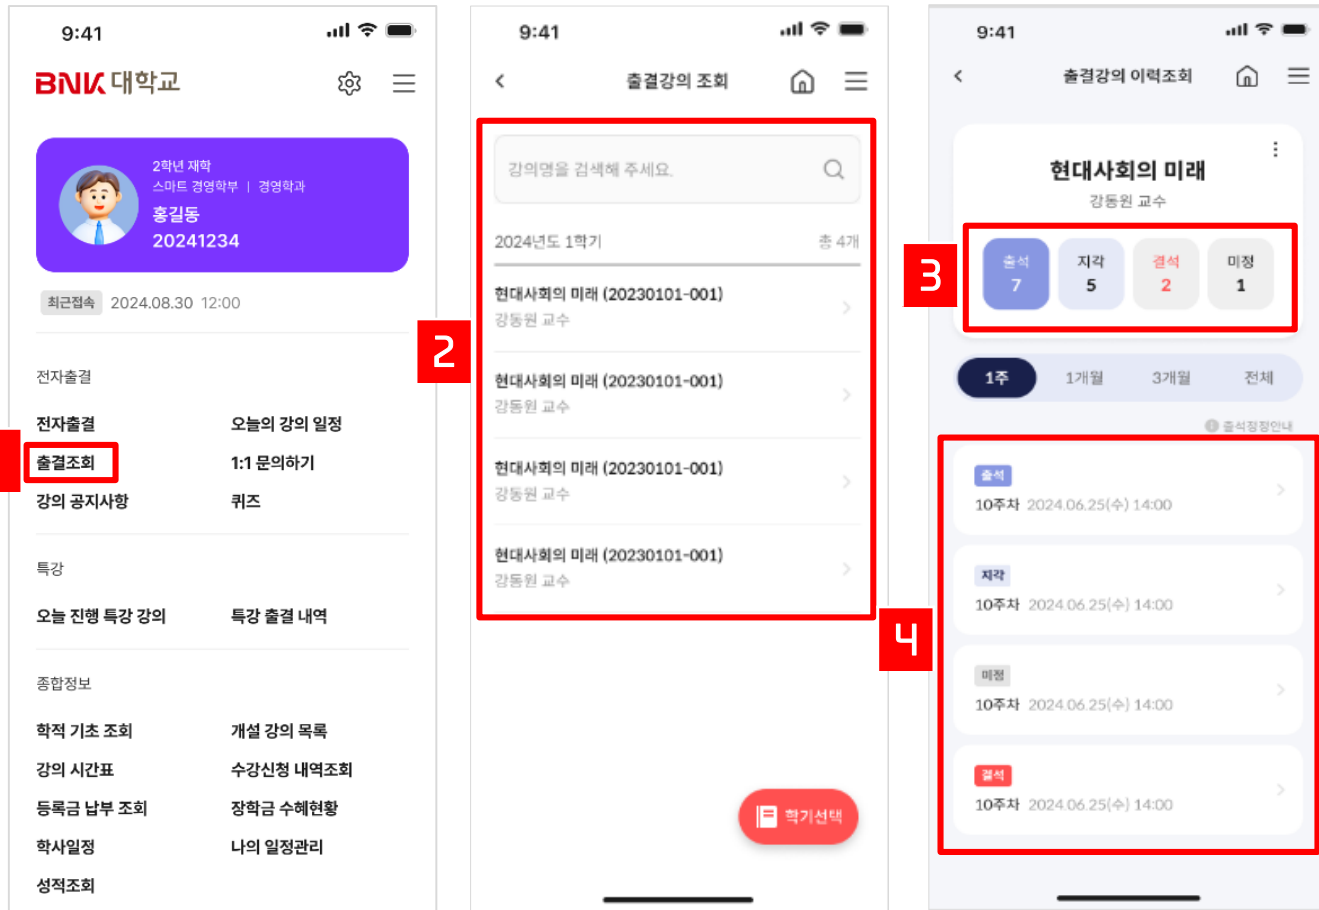 9:41
BNK 대학교
2학년 재학
스마트 경영학부 | 경영학과
홍길동
20241234
최근접속 2024.08.30 12:00
전자출결
전자출결 오늘의 강의 일정
출결조회 1:1 문의하기
강의 공지사항 퀴즈
특강
오늘 진행 특강 강의 특강 출결 내역
종합정보
학적 기초 조회 개설 강의 목록
강의 시간표 수강신청 내역조회
등록금 납부 조회 장학금 수혜현황
학사일정 나의 일정관리
성적조회
2
9:41
출결강의 조회
강의명을 검색해 주세요.
2024년도 1학기 총 4개
현대사회의 미래 (20230101-001)
강동원 교수
현대사회의 미래 (20230101-001)
강동원 교수
현대사회의 미래 (20230101-001)
강동원 교수
현대사회의 미래 (20230101-001)
강동원 교수
학기선택
9:41
출결강의 이력조회
현대사회의 미래
강동원 교수
3
출석 지각 결석 미정
7 5 2 1
1주 1개월 3개월 전체
출석정정안내
4
출석
10주차 2024.06.25(수) 14:00
지각
10주차 2024.06.25(수) 14:00
미정
10주차 2024.06.25(수) 14:00
결석
10주차 2024.06.25(수) 14:00